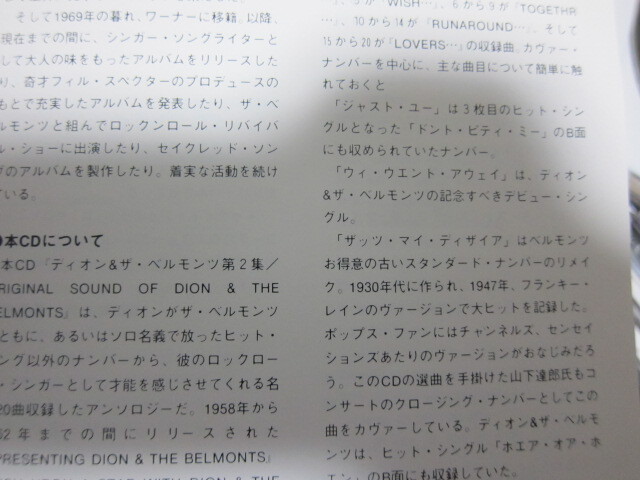 そして1969年の暮れ、ワーナーに移籍、以降、
現在までの間に、シンガー・ソングライターと
して大人の味をもったアルバムをリリースした
り、奇才フィル・スペクターのプロデュースの
もとで充実したアルバムを発表したり、ザ・ベ
ルモンツと組んでロックンロール・リバイバ
ル・ショーに出演したり、セイクレッド・ソン
グのアルバムを製作したり。着実な活動を続け
ている。
本CDについて
本CD『ディオン&ザ・ベルモンツ第2集/
ORIGINAL SOUND OF DION & THE
BELMONTS』は、ディオンがザ・ベルモンツ
とともに、あるいはソロ名義で放ったヒット・
ング以外のナンバーから、彼のロックロー
・シンガーとして才能を感じさせてくれる名
20曲収録したアンソロジーだ。1958年から
62年までの間にリリースされた
PRESENTING DION & THE BELMONTS』
「WISH…」、6から9が「TOGETHR
…」、10から14が「RUNAROUND…」、そして
15から20が「LOVERS…」の収録曲。カヴァー・
ナンバーを中心に、主な曲目について簡単に触
れておくと
「ジャスト・ユー」は3枚目のヒット・シン
グルとなった「ドント・ピティ・ミー」のB面
にも収められていたナンバー。
「ウィ・ウエント・アウェイ」は、ディオン
&ザ・ベルモンツの記念すべきデビュー・シン
グル。
「ザッツ・マイ・ディザイア」はベルモンツ
お得意の古いスタンダード・ナンバーのリメイ
ク。1930年代に作られ、1947年、フランキー・
レインのヴァージョンで大ヒットを記録した。
ポップス・ファンにはチャンネルズ、センセイ
ションズあたりのヴァージョンがおなじみだろ
う。このCDの選曲を手掛けた山下達郎氏もコ
ンサートのクロージング・ナンバーとしてこの
曲をカヴァーしている。ディオン&ザ・ベルモ
ンツは、ヒット・シングル「ホエア・オア・ホ
エン」のB面にも収録していた。